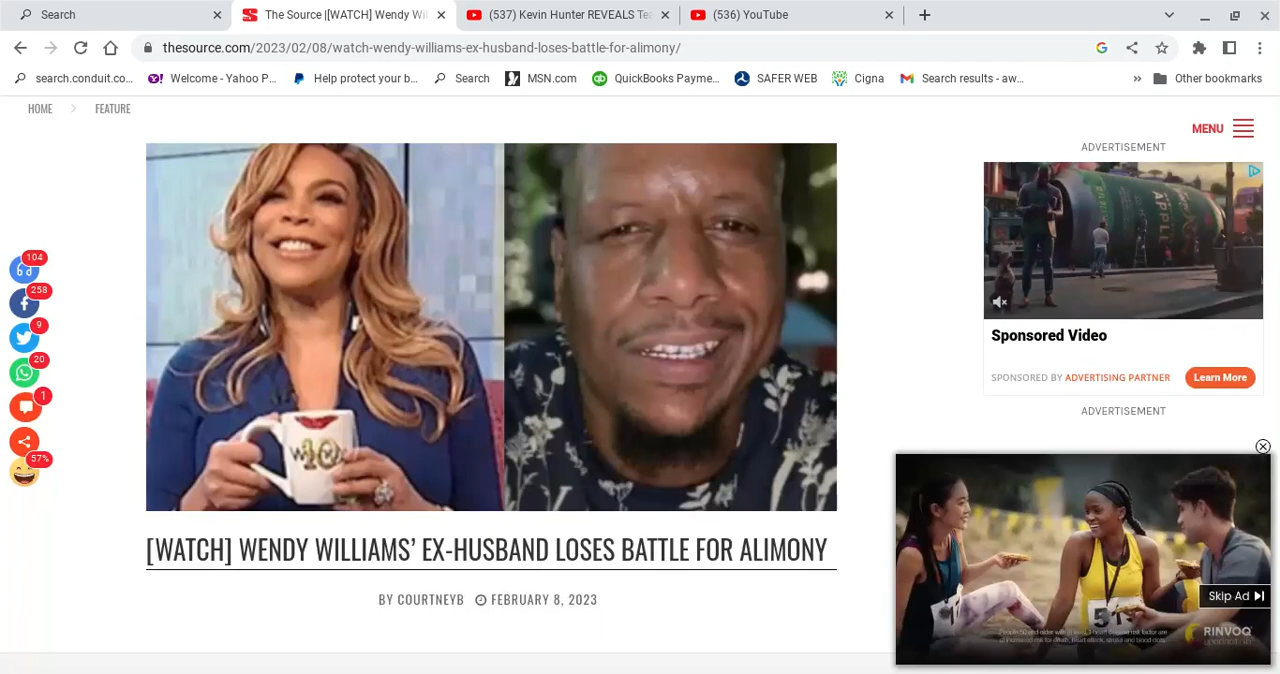 Search
The Source |[WATCH] Wendy Wil
(537) Kevin Hunter REVEALS Tea
(536) YouTube
thesource.com/2023/02/08/watch-wendy-williams-ex-husband-loses-battle-for-alimony/
search.conduit.co...
Welcome - Yahoo P...
Help protect your b...
Search
MSN.com
QuickBooks Payme...
SAFER WEB
Cigna
Search results - aw...
»
Other bookmarks
HOME
FEATURE
MENU
ADVERTISEMENT
104
258
9
20
1
57%
10
Sponsored Video
SPONSORED BY ADVERTISING PARTNER
Learn More
ADVERTISEMENT
[WATCH] WENDY WILLIAMS’ EX-HUSBAND LOSES BATTLE FOR ALIMONY
BY COURTNEYB
FEBRUARY 8, 2023
Skip Ad
RINVOQ